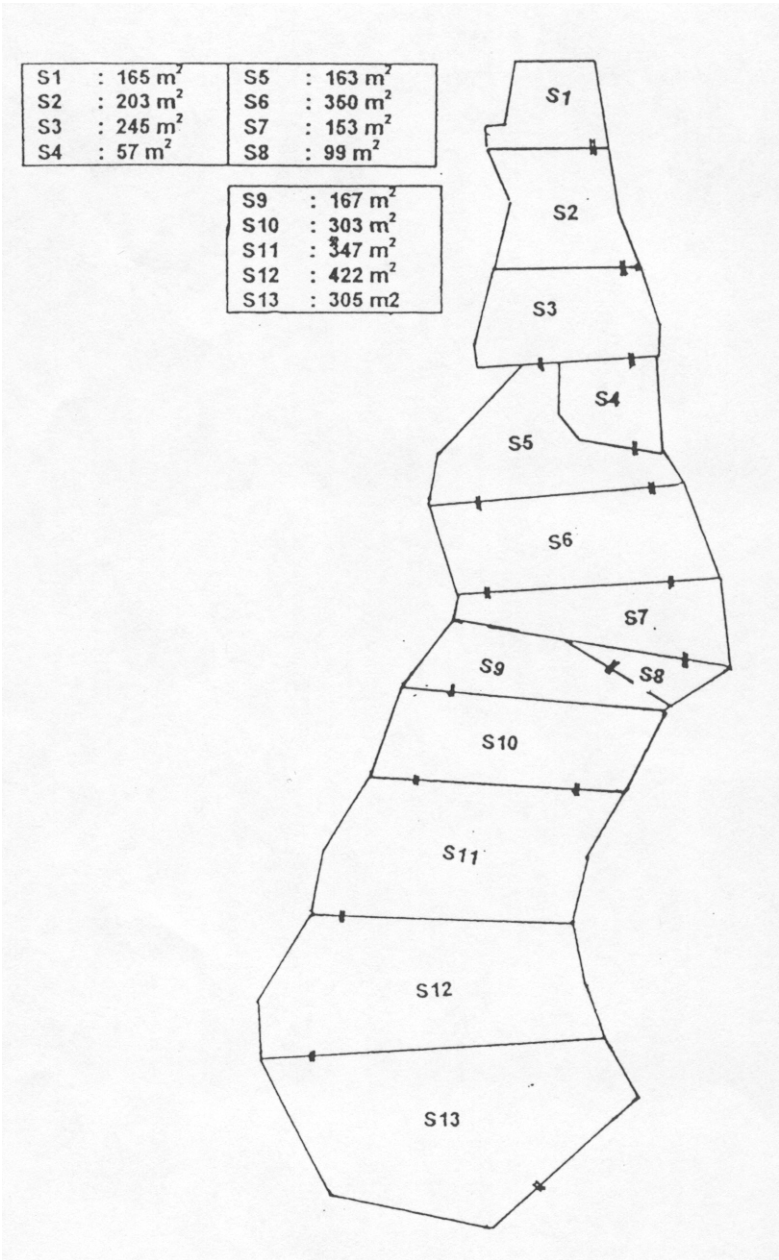 S1 : 165 m²
S2 : 203 m²
S3 : 245 m²
S4 : 57 m²
S5 : 163 m²
S6 : 350 m²
S7 : 153 m²
S8 : 99 m²
S9 : 167 m²
S10 : 303 m²
S11 : 347 m²
S12 : 422 m²
S13 : 305 m2
S1
S2
S3
S4
S5
S6
S7
S8
S9
S10
S11
S12
S13